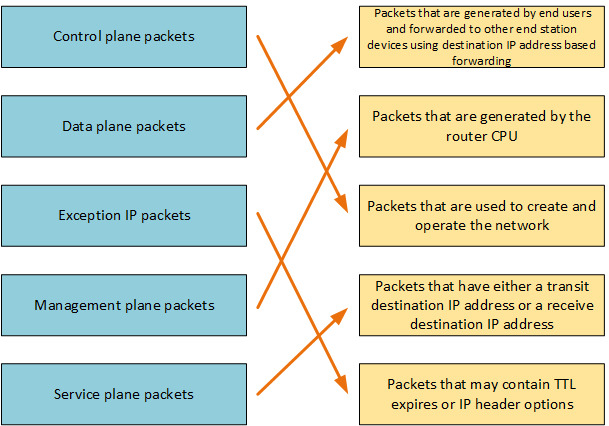 Control plane packets
Packets that are generated by end users
and forwarded to other end station
devices using destination IP address based
forwarding
Data plane packets
Packets that are generated by the
router CPU
Exception IP packets
Packets that are used to create and
operate the network
Management plane packets
Packets that have either a transit
destination IP address or a receive
destination IP address
Service plane packets
Packets that may contain TTL
expires or IP header options